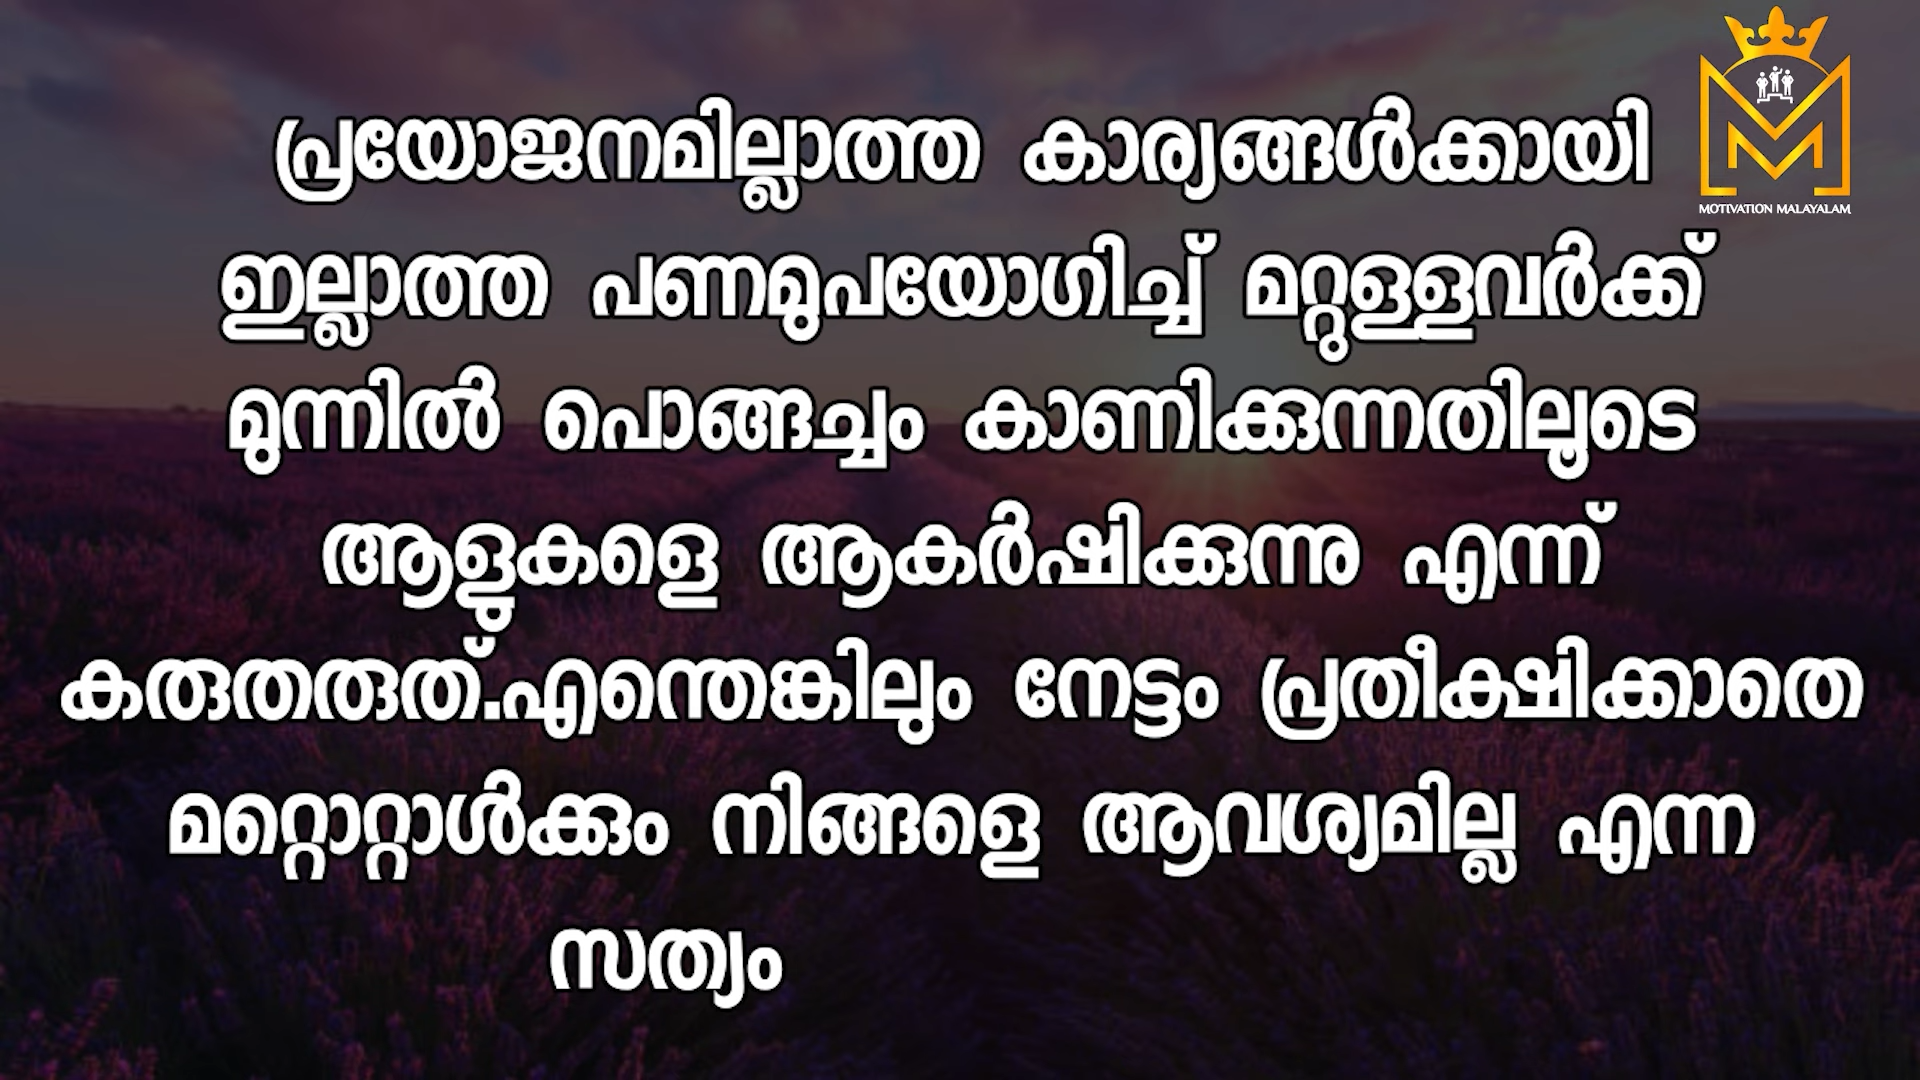 MOTIVATION MALAYALAM
പ്രയോജനമില്ലാത്ത കാര്യങ്ങൾക്കായി
ഇല്ലാത്ത പണമുപയോഗിച്ച് മറ്റുള്ളവർക്ക്
മുന്നിൽ പൊങ്ങച്ചം കാണിക്കുന്നതിലൂടെ
ആളുകളെ ആകർഷിക്കുന്നു എന്ന്
കരുതരുത്.എന്തെങ്കിലും നേട്ടം പ്രതീക്ഷിക്കാതെ
മറ്റൊറ്റാൾക്കും നിങ്ങളെ ആവശ്യമില്ല എന്ന
സത്യം